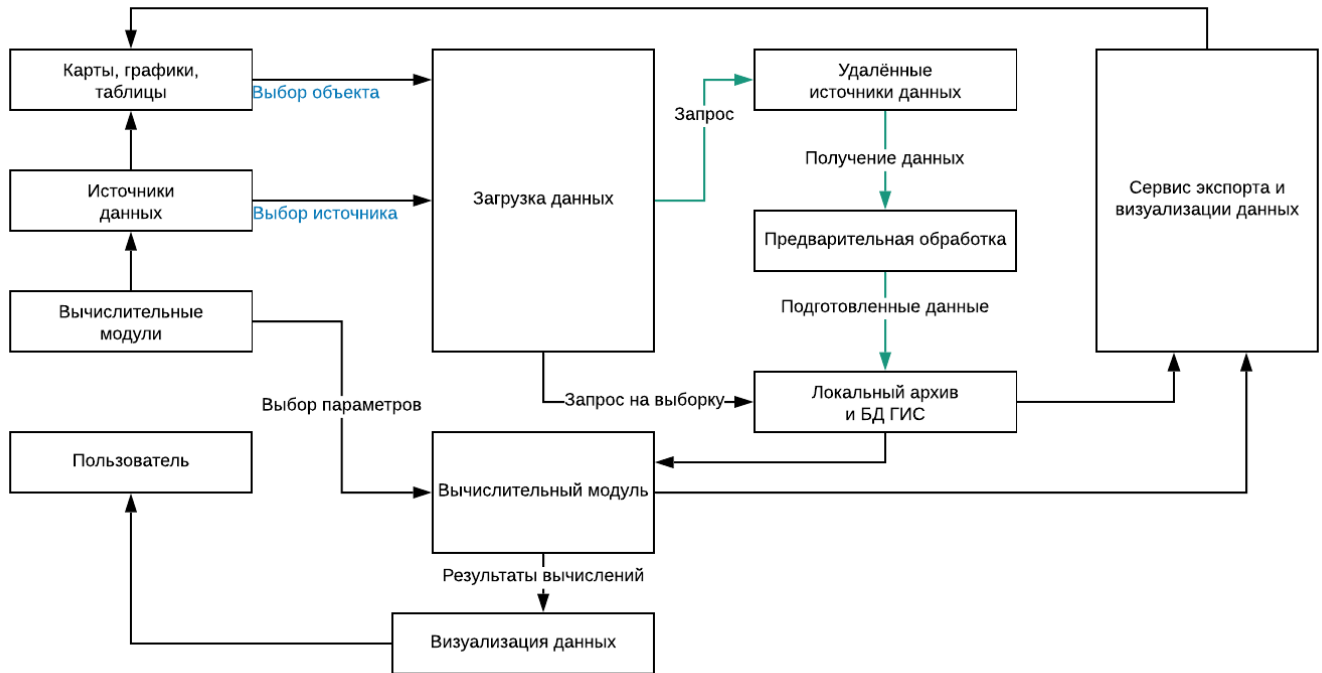 Карты, графики,
таблицы
Выбор объекта
Источники
данных
Выбор источника
Вычислительные
модули
Выбор параметров
Пользователь
Загрузка данных
Запрос
Удалённые
источники данных
Получение данных
Предварительная обработка
Подготовленные данные
Запрос на выборку
Локальный архив
и БД ГИС
Сервис экспорта и
визуализации данных
Вычислительный модуль
Результаты вычислений
Визуализация данных